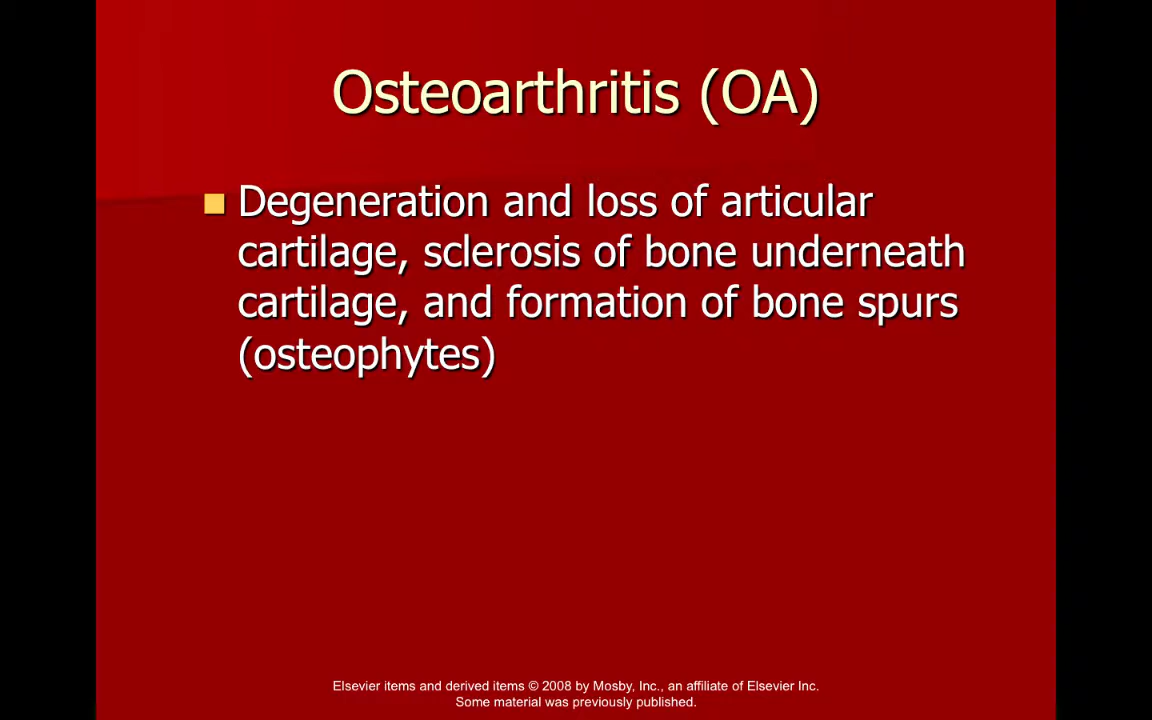 Osteoarthritis (OA)
Degeneration and loss of articular
cartilage, sclerosis of bone underneath
cartilage, and formation of bone spurs
(osteophytes)
Elsevier items and derived items © 2008 by Mosby, Inc., an affiliate of Elsevier Inc.
Some material was previously published.